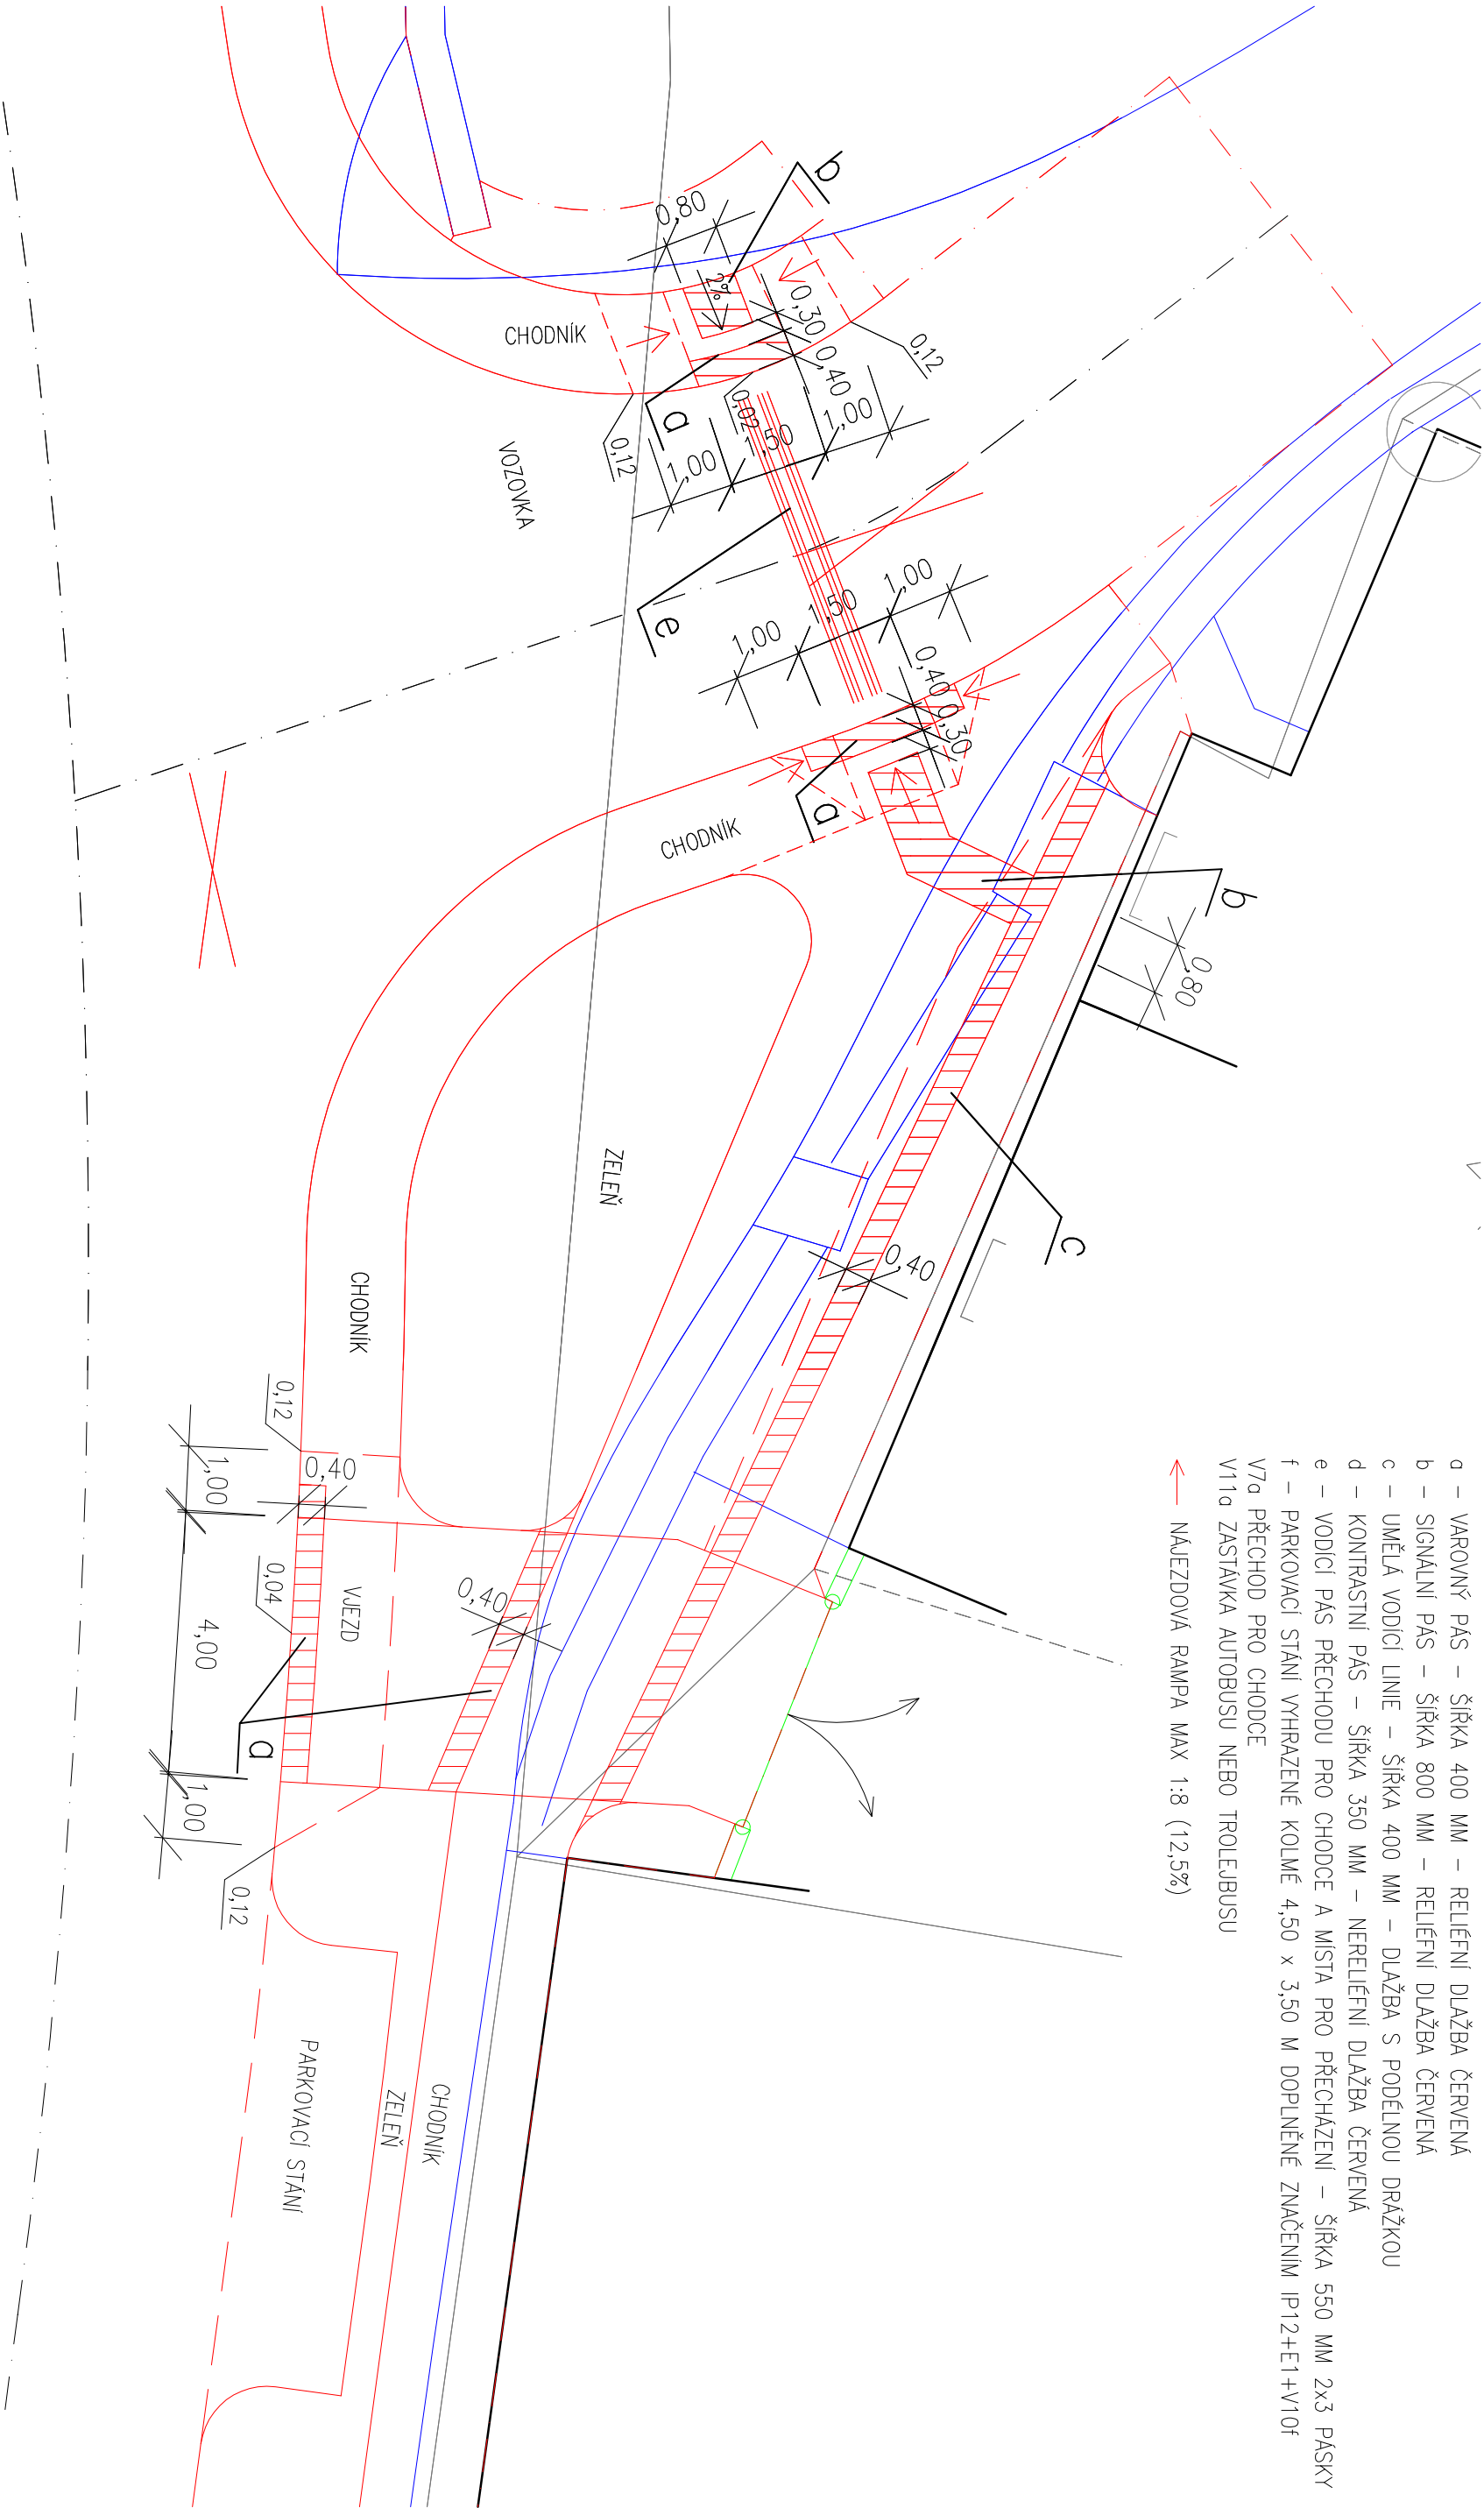 a – VAROVNÝ PÁS – ŠÍŘKA 400 MM – RELIÉFNÍ DLAŽBA ČERVENÁ
b – SIGNÁLNÍ PÁS – ŠÍŘKA 800 MM – RELIÉFNÍ DLAŽBA ČERVENÁ
c – UMĚLÁ VODÍCÍ LINIE – ŠÍŘKA 400 MM – DLAŽBA S PODÉLNOU DRÁŽKOU
d – KONTRASTNÍ PÁS – ŠÍŘKA 350 MM – NERELIÉFNÍ DLAŽBA ČERVENÁ
e – VODÍCÍ PÁS PŘECHODU PRO CHODCE A MÍSTA PRO PŘECHÁZENÍ – ŠÍŘKA 550 MM 2x3 PÁSKY
f – PARKOVACÍ STÁNÍ VYHRAZENÉ KOLMÉ 4,50 x 3,50 M DOPLNĚNÉ ZNAČENÍM IP12+E1+V10f
V7a PŘECHOD PRO CHODCE
V11a ZASTÁVKA AUTOBUSU NEBO TROLEJBUSU
NÁJEZDOVÁ RAMPA MAX 1:8 (12,5%)
b
0,80
2%
0,30
0,40
0,12
CHODNÍK
a
0,02
1,50
1,00
1,00
0,12
VOZOVKA
e
1,00
1,50
1,00
0,40
0,30
a
CHODNÍK
b
0,80
c
ZELEŇ
0,40
CHODNÍK
0,12
1,00
0,40
0,04
VJEZD
4,00
0,40
a
1,00
0,12
CHODNÍK
ZELEŇ
PARKOVACÍ STÁNÍ